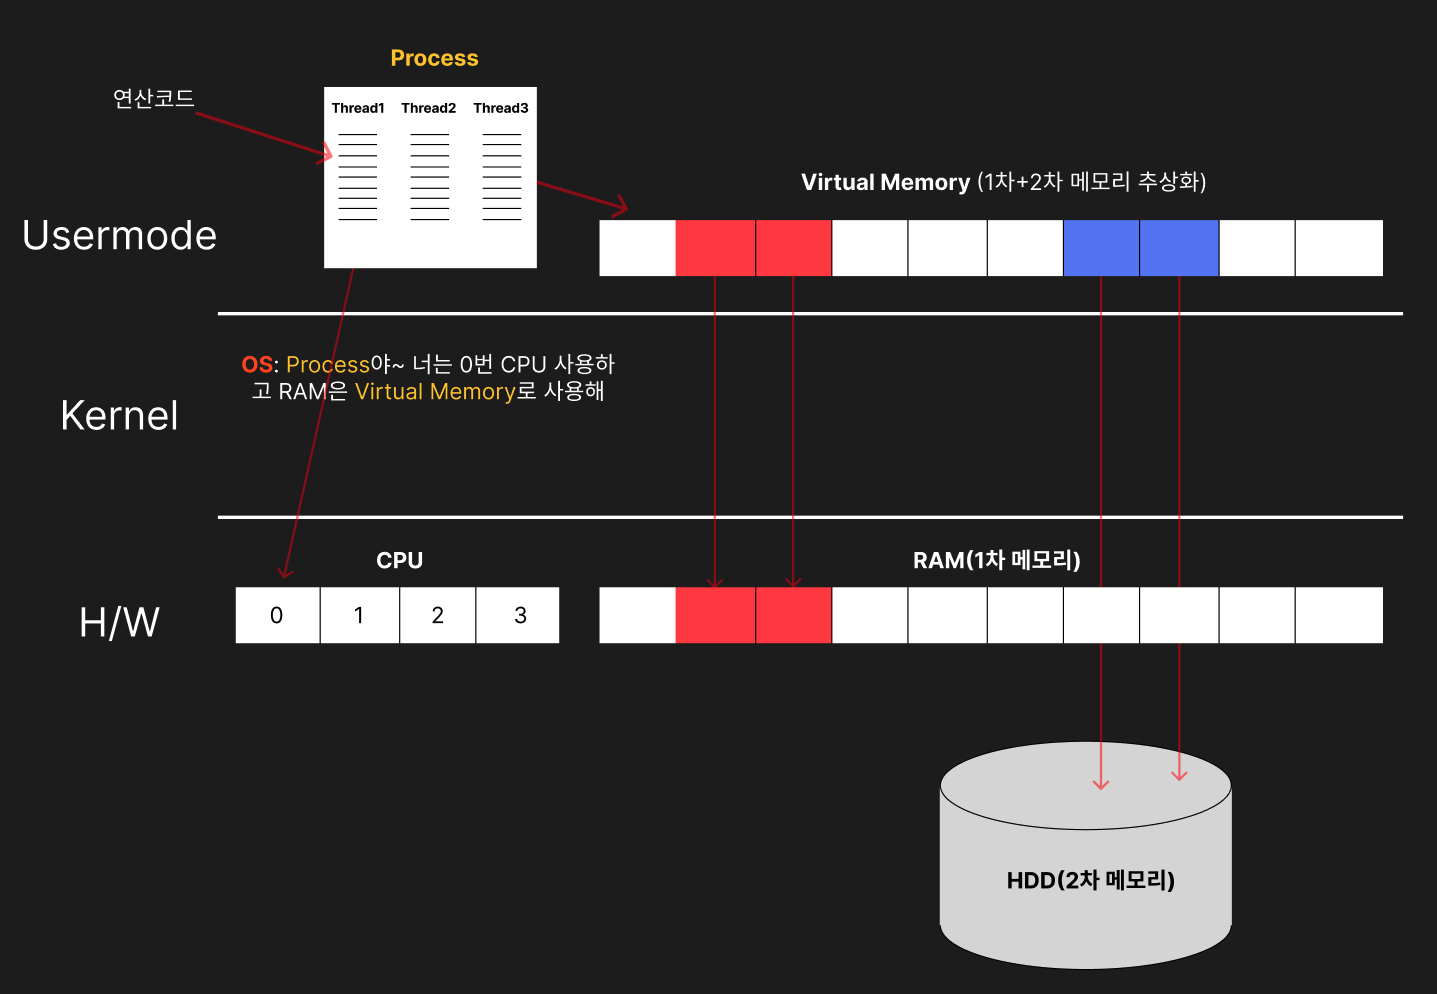 Process
연산코드
Thread1 Thread2 Thread3
Virtual Memory (1차+2차 메모리 추상화)
Usermode
OS: Process야~ 너는 0번 CPU 사용하
고 RAM은 Virtual Memory로 사용해
Kernel
CPU
RAM(1차 메모리)
H/W
0 1 2 3
HDD(2차 메모리)